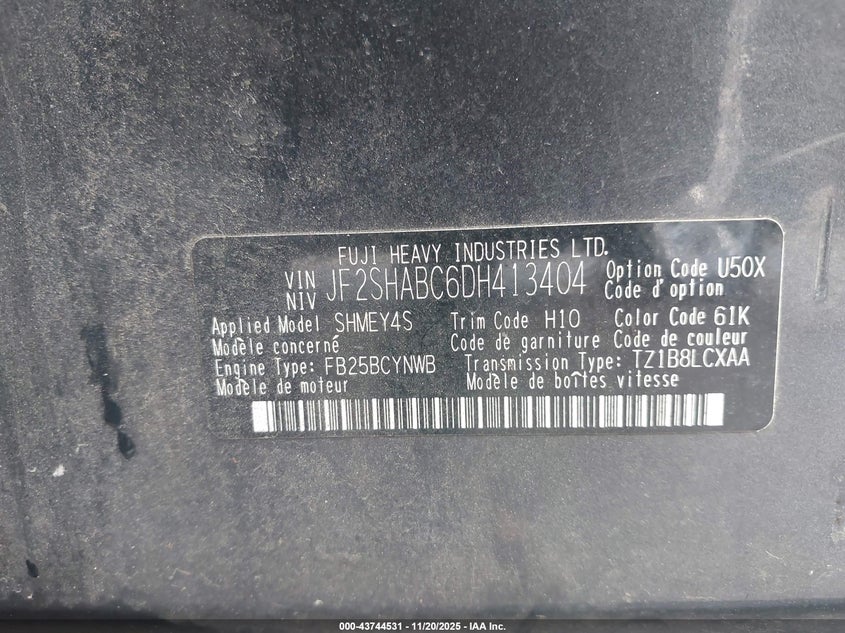 FUJI HEAVY INDUSTRIES LTD.
VIN
NIV
JF2SHABC6DH413404
Option Code U50X
Code d'option
Applied Model SHMEY4S Trim Code H10 Color Code 61K
Modèle concerné Code de garniture Code de couleur
Engine Type: FB25BCYNWB Transmission Type: TZ1B8LCXAA
Modèle de moteur Modèle de boîtes vitesse
000-43744531 - 11/20/2025 - IAA Inc.